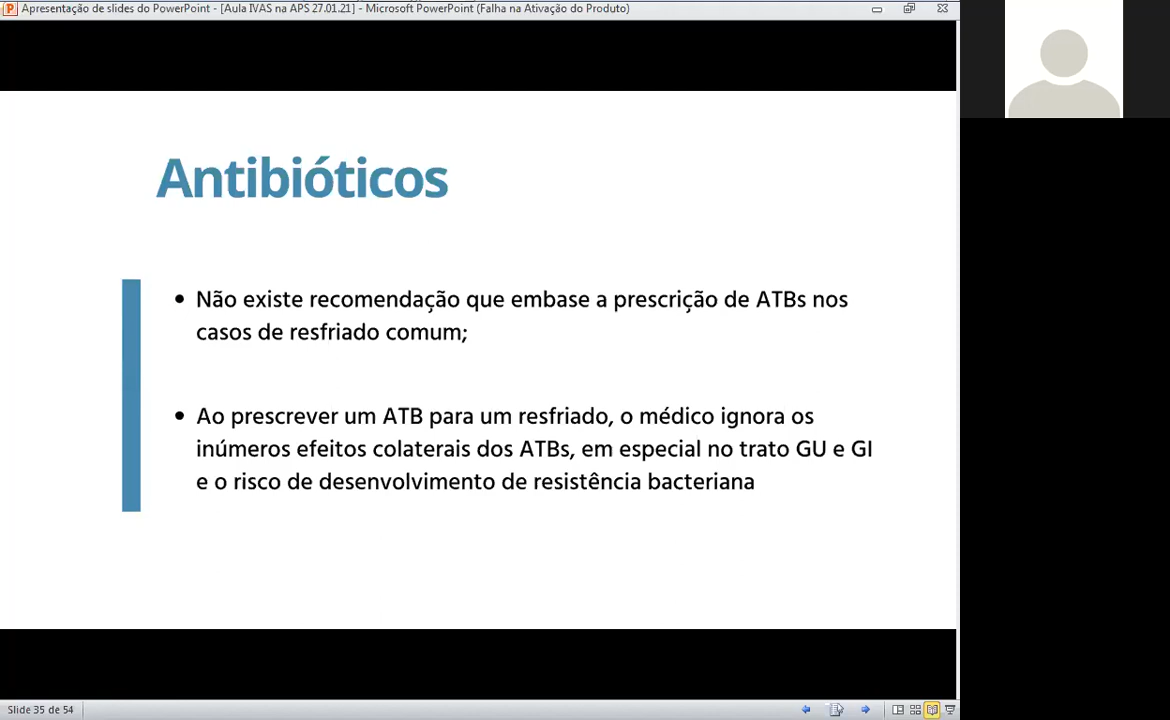 Apresentação de slides do PowerPoint - [Aula IVAS na APS 27.01.21] - Microsoft PowerPoint (Falha na Ativação do Produto)
Antibióticos
• Não existe recomendação que embase a prescrição de ATBs nos
casos de resfriado comum;
• Ao prescrever um ATB para um resfriado, o médico ignora os
inúmeros efeitos colaterais dos ATBs, em especial no trato GU e GI
e o risco de desenvolvimento de resistência bacteriana
Slide 35 de 54